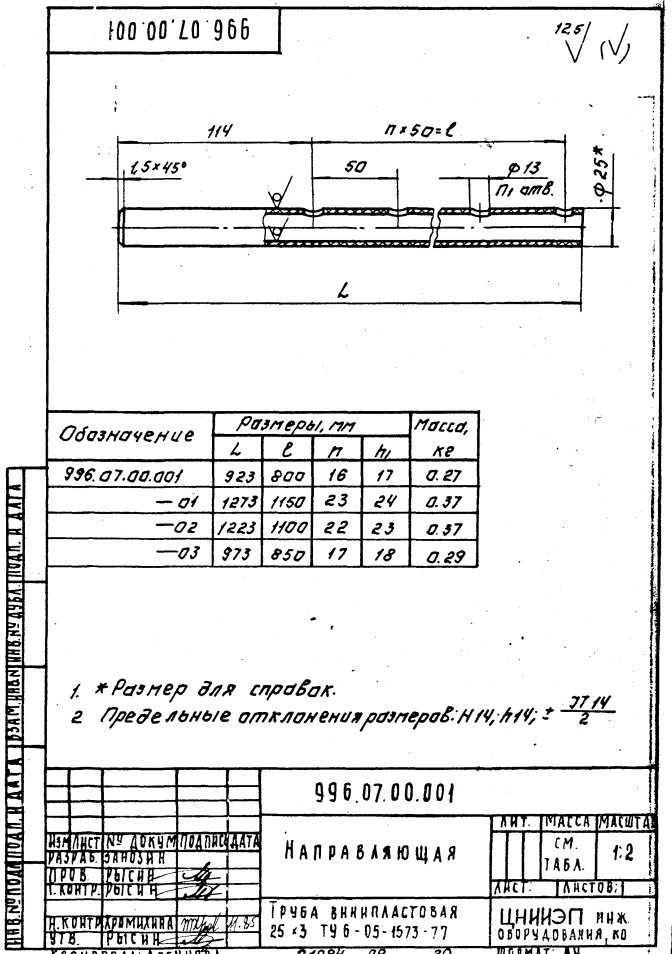 996.07.00.001
12,5 (√)
114
n×50=ℓ
1,5×45°
50
φ13
n₁ отв.
φ25*
L
Обозначение Размеры, мм Масса, кг
L ℓ n n₁
996.07.00.001 923 800 16 17 0.27
—01 1273 1150 23 24 0.37
—02 1223 1100 22 23 0.37
—03 973 850 17 18 0.29
1. *Размер для справок.
2 Предельные отклонения размеров: H14; h14; ± IT14/2
ИНВ.№ ПОДЛ. ПОДП. И ДАТА ВЗАМ. ИНВ.№ ИНВ.№ ДУБЛ. ПОДП. И ДАТА
996.07.00.001
ИЗМ ЛИСТ № ДОКУМ ПОДПИСЬ ДАТА
РАЗРАБ. ЗАНОЗИН
ПРОВ. РЫСИН
Т.КОНТР. РЫСИН
Н.КОНТР ХРОМИХИНА 11.85
УТВ. РЫСИН
НАПРАВЛЯЮЩАЯ
ЛИТ. МАССА МАСШТАБ
СМ. ТАБЛ. 1:2
ЛИСТ: ЛИСТОВ: 1
ТРУБА ВИНИПЛАСТОВАЯ
25×3 ТУ 6-05-1573-77
ЦНИИЭП ИНЖ.
ОБОРУДОВАНИЯ, КО